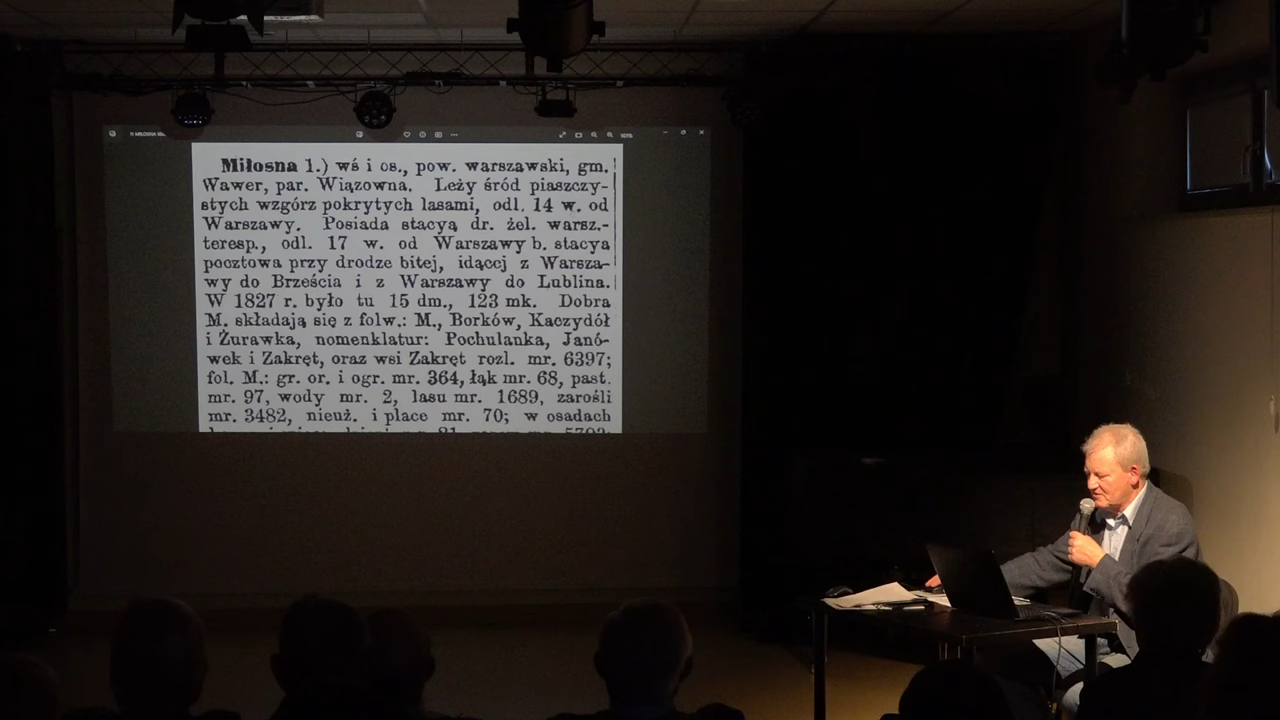 Miłosna 1.) wś i os., pow. warszawski, gm.
Wawer, par. Wiązowna. Leży śród piaszczy-
stych wzgórz pokrytych lasami, odl. 14 w. od
Warszawy. Posiada stacyą dr. żel. warsz.-
teresp., odl. 17 w. od Warszawy b. stacya
pocztowa przy drodze bitej, idącej z Warsza-
wy do Brześcia i z Warszawy do Lublina.
W 1827 r. było tu 15 dm., 123 mk. Dobra
M. składają się z folw.: M., Borków, Kaczydół
i Żurawka, nomenklatur: Pochulanka, Janó-
wek i Zakręt, oraz wsi Zakręt rozl. mr. 6397;
fol. M.: gr. or. i ogr. mr. 364, łąk mr. 68, past.
mr. 97, wody mr. 2, lasu mr. 1689, zarośli
mr. 3482, nieuż. i place mr. 70; w osadach